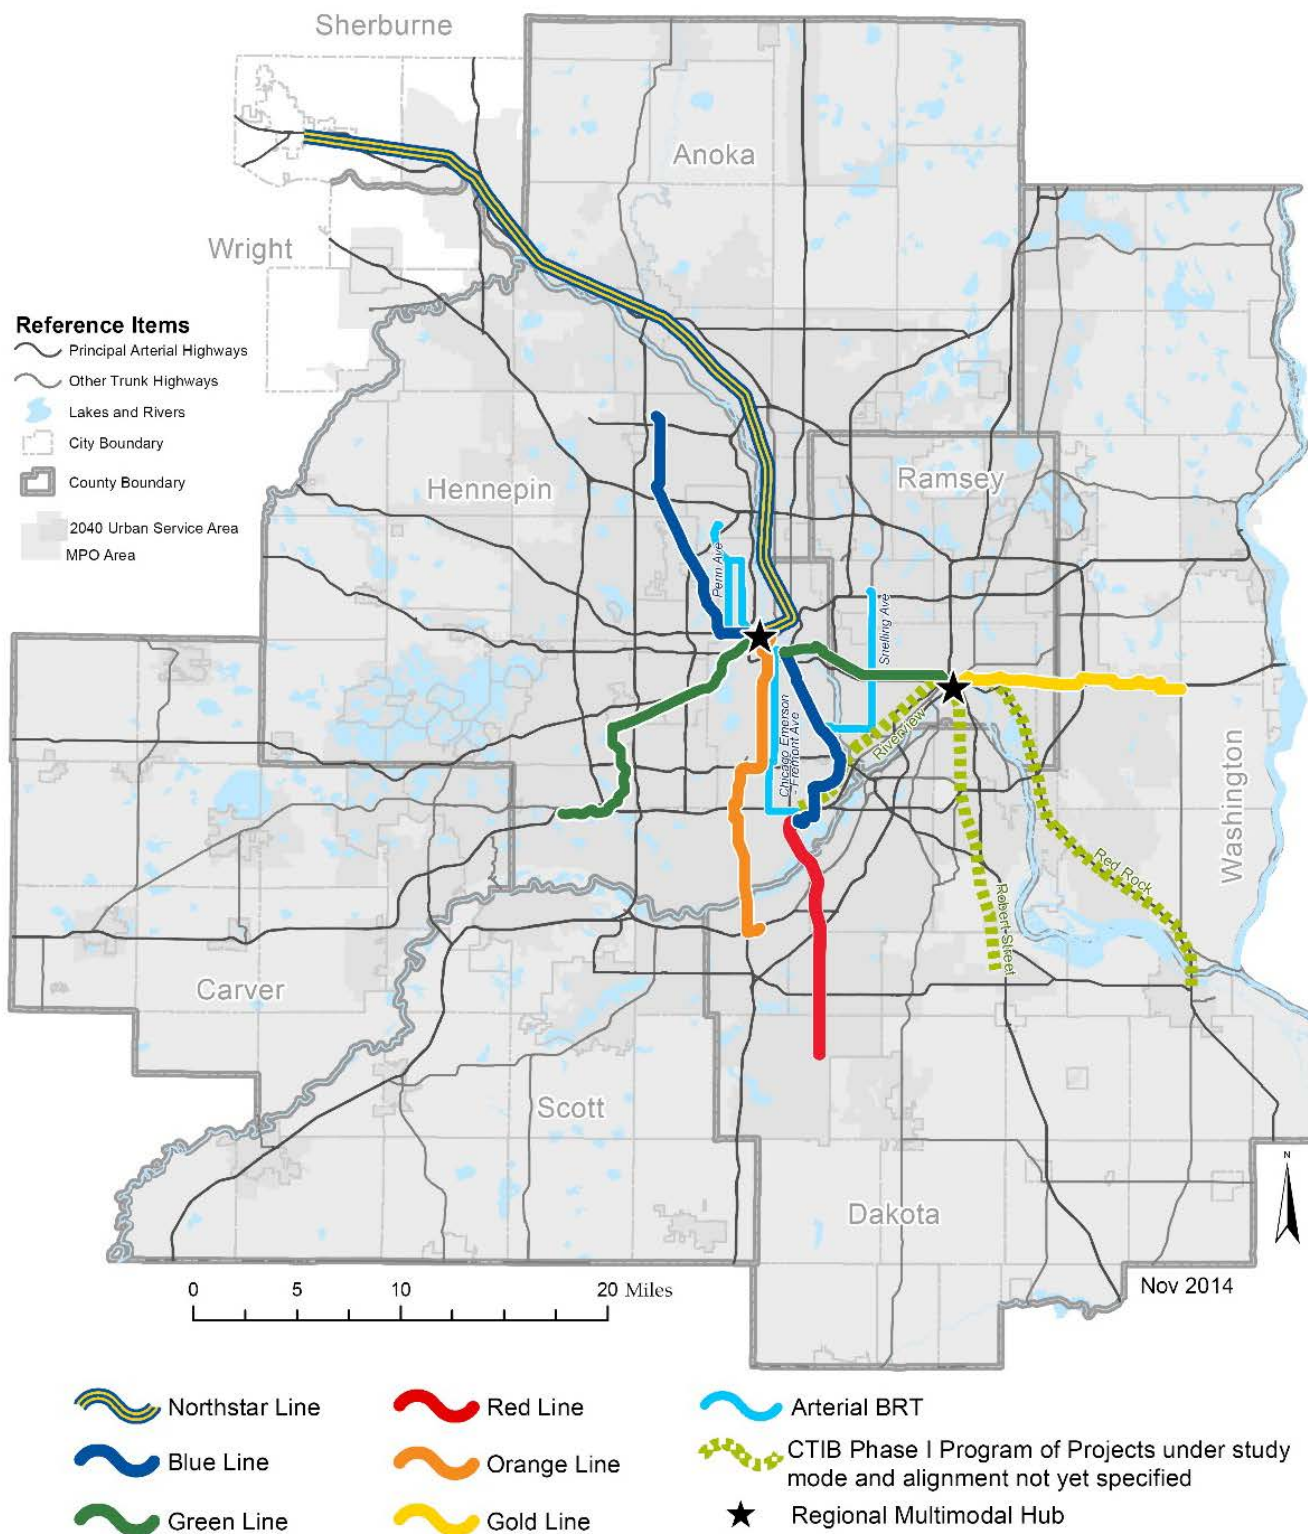 Sherburne
Anoka
Wright
Reference Items
Principal Arterial Highways
Other Trunk Highways
Lakes and Rivers
City Boundary
County Boundary
2040 Urban Service Area
MPO Area
Hennepin
Ramsey
Penn Ave
Snelling Ave
Chicago Emerson
- Fremont Ave
Riverview
Washington
Red Rock
Robert Street
Carver
Scott
Dakota
N
Nov 2014
0 5 10 20 Miles
Northstar Line
Red Line
Arterial BRT
Blue Line
Orange Line
CTIB Phase I Program of Projects under study
mode and alignment not yet specified
Green Line
Gold Line
Regional Multimodal Hub